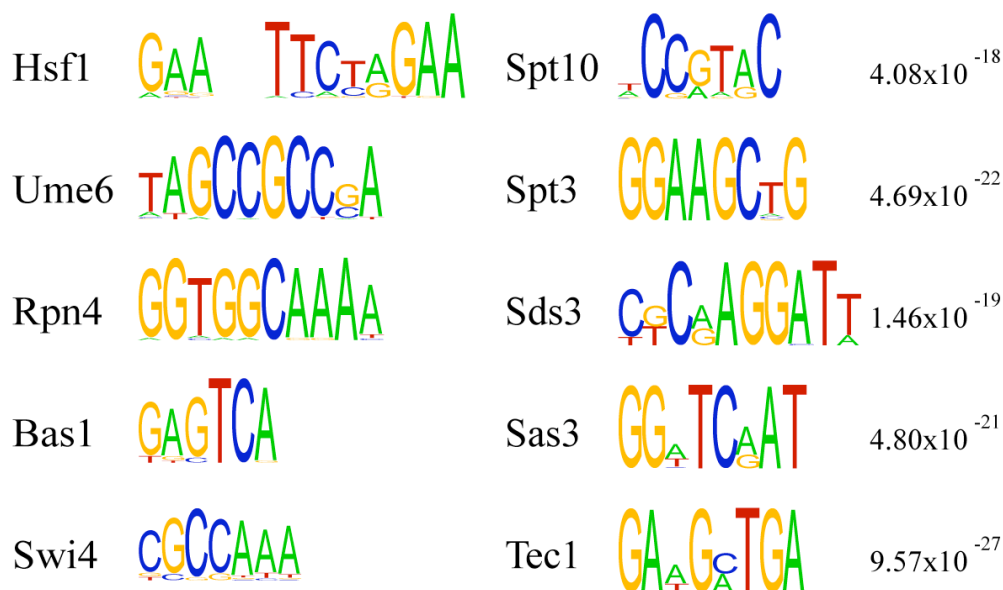 Hsf1 GAA TTCTAGAA Spt10 TCCGTAC 4.08x10 -18
Ume6 TAGCCGCCGA Spt3 GGAAGCTG 4.69x10 -22
Rpn4 GGTGGCAAAA Sds3 CGCAAGGATT 1.46x10 -19
Bas1 GAGTCA Sas3 GGATCAAT 4.80x10 -21
Swi4 CGCCAAA Tec1 GAAGCTGA 9.57x10 -27